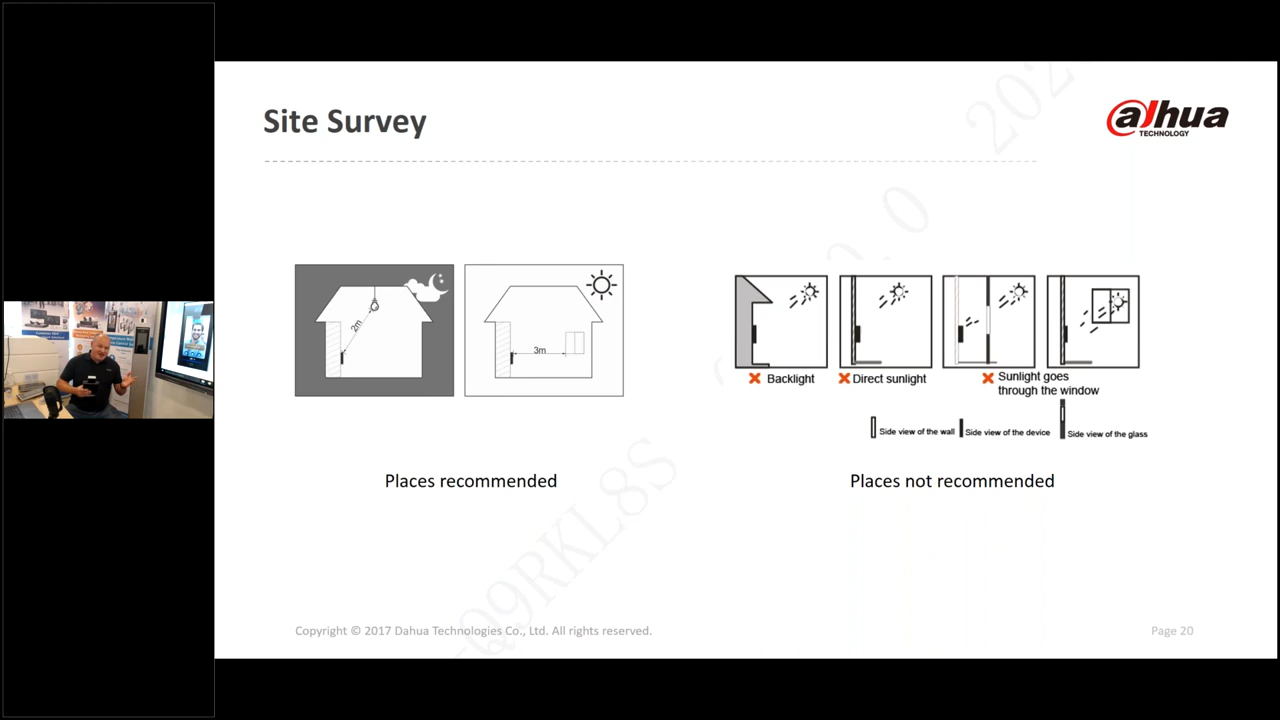 Site Survey
alhua
TECHNOLOGY
2m
3m
Backlight
Direct sunlight
Sunlight goes
through the window
Side view of the wall
Side view of the device
Side view of the glass
Places recommended
Places not recommended
Q9RKL8S
Copyright © 2017 Dahua Technologies Co., Ltd. All rights reserved.
Page 20